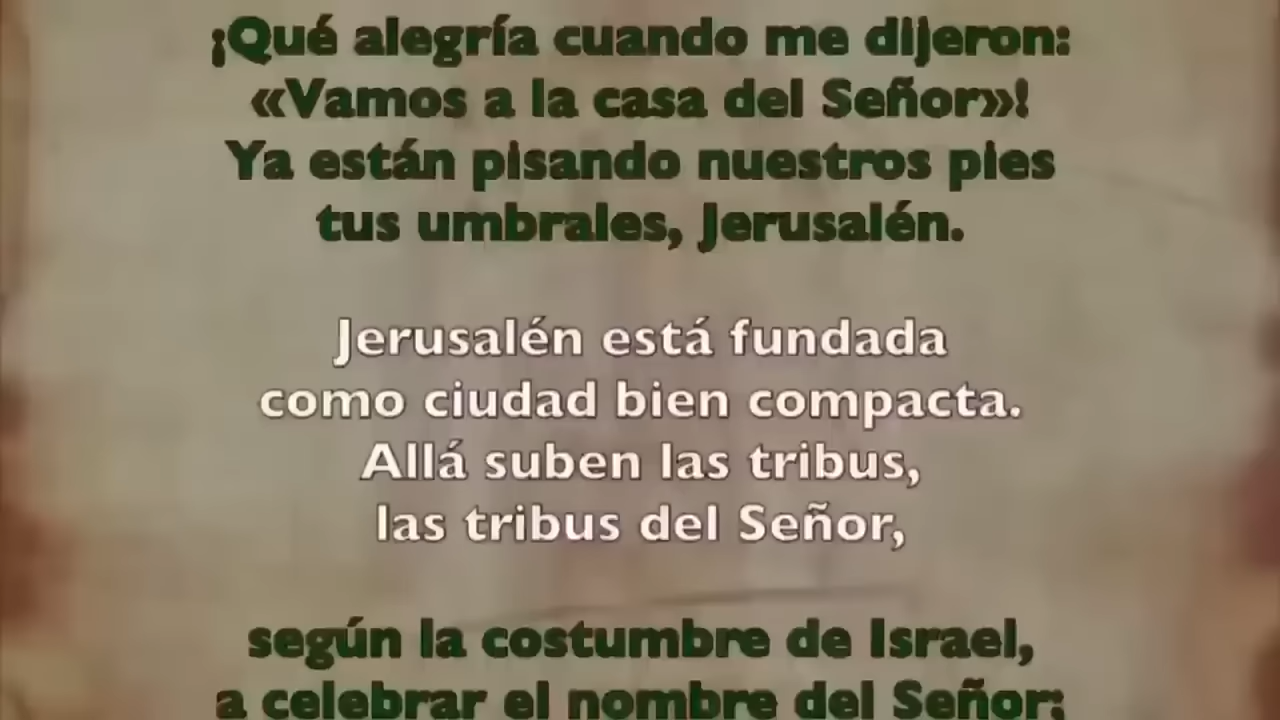 ¡Qué alegría cuando me dijeron:
«Vamos a la casa del Señor»!
Ya están pisando nuestros pies
tus umbrales, Jerusalén.
Jerusalén está fundada
como ciudad bien compacta.
Allá suben las tribus,
las tribus del Señor,
según la costumbre de Israel,
a celebrar el nombre del Señor;